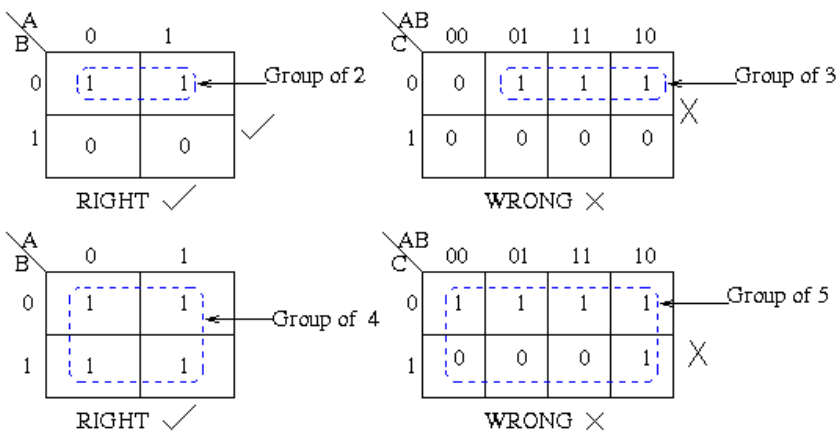 A AB
B 0 1 C 00 01 11 10
0 1 1 Group of 2 0 0 1 1 1 Group of 3
1 0 0 1 0 0 0 0
RIGHT WRONG
A AB
B 0 1 C 00 01 11 10
0 1 1 Group of 4 0 1 1 1 1 Group of 5
1 1 1 1 0 0 0 1
RIGHT WRONG